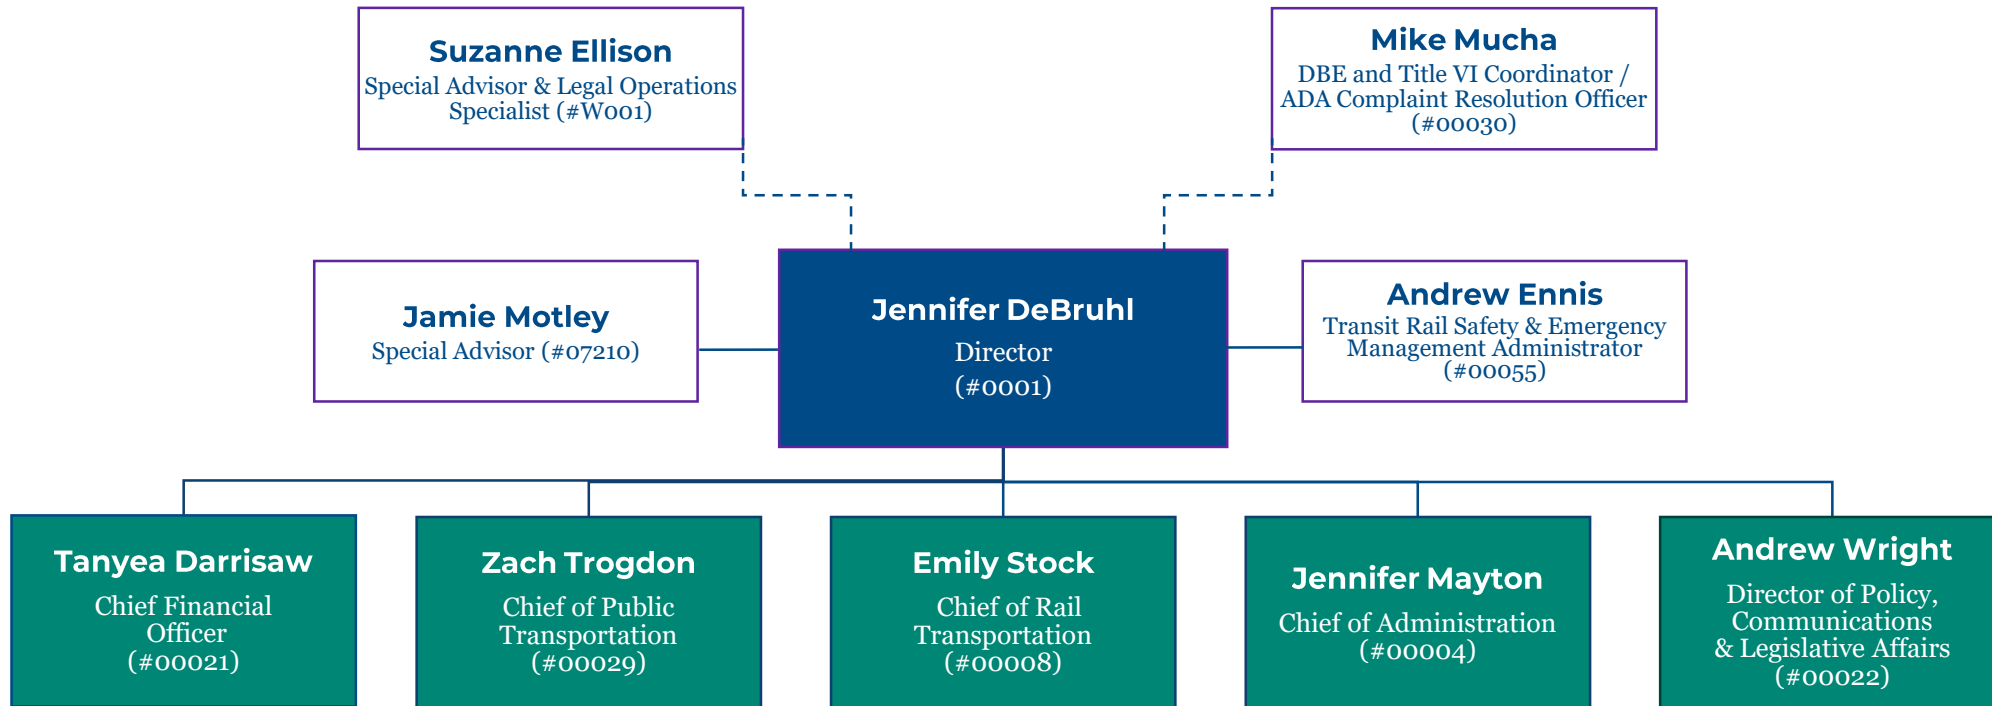 Suzanne Ellison
Special Advisor & Legal Operations
Specialist (#W001)
Mike Mucha
DBE and Title VI Coordinator /
ADA Complaint Resolution Officer
(#00030)
Jamie Motley
Special Advisor (#07210)
Jennifer DeBruhl
Director
(#0001)
Andrew Ennis
Transit Rail Safety & Emergency
Management Administrator
(#00055)
Tanyea Darrisaw
Chief Financial
Officer
(#00021)
Zach Trogdon
Chief of Public
Transportation
(#00029)
Emily Stock
Chief of Rail
Transportation
(#00008)
Jennifer Mayton
Chief of Administration
(#00004)
Andrew Wright
Director of Policy,
Communications
& Legislative Affairs
(#00022)